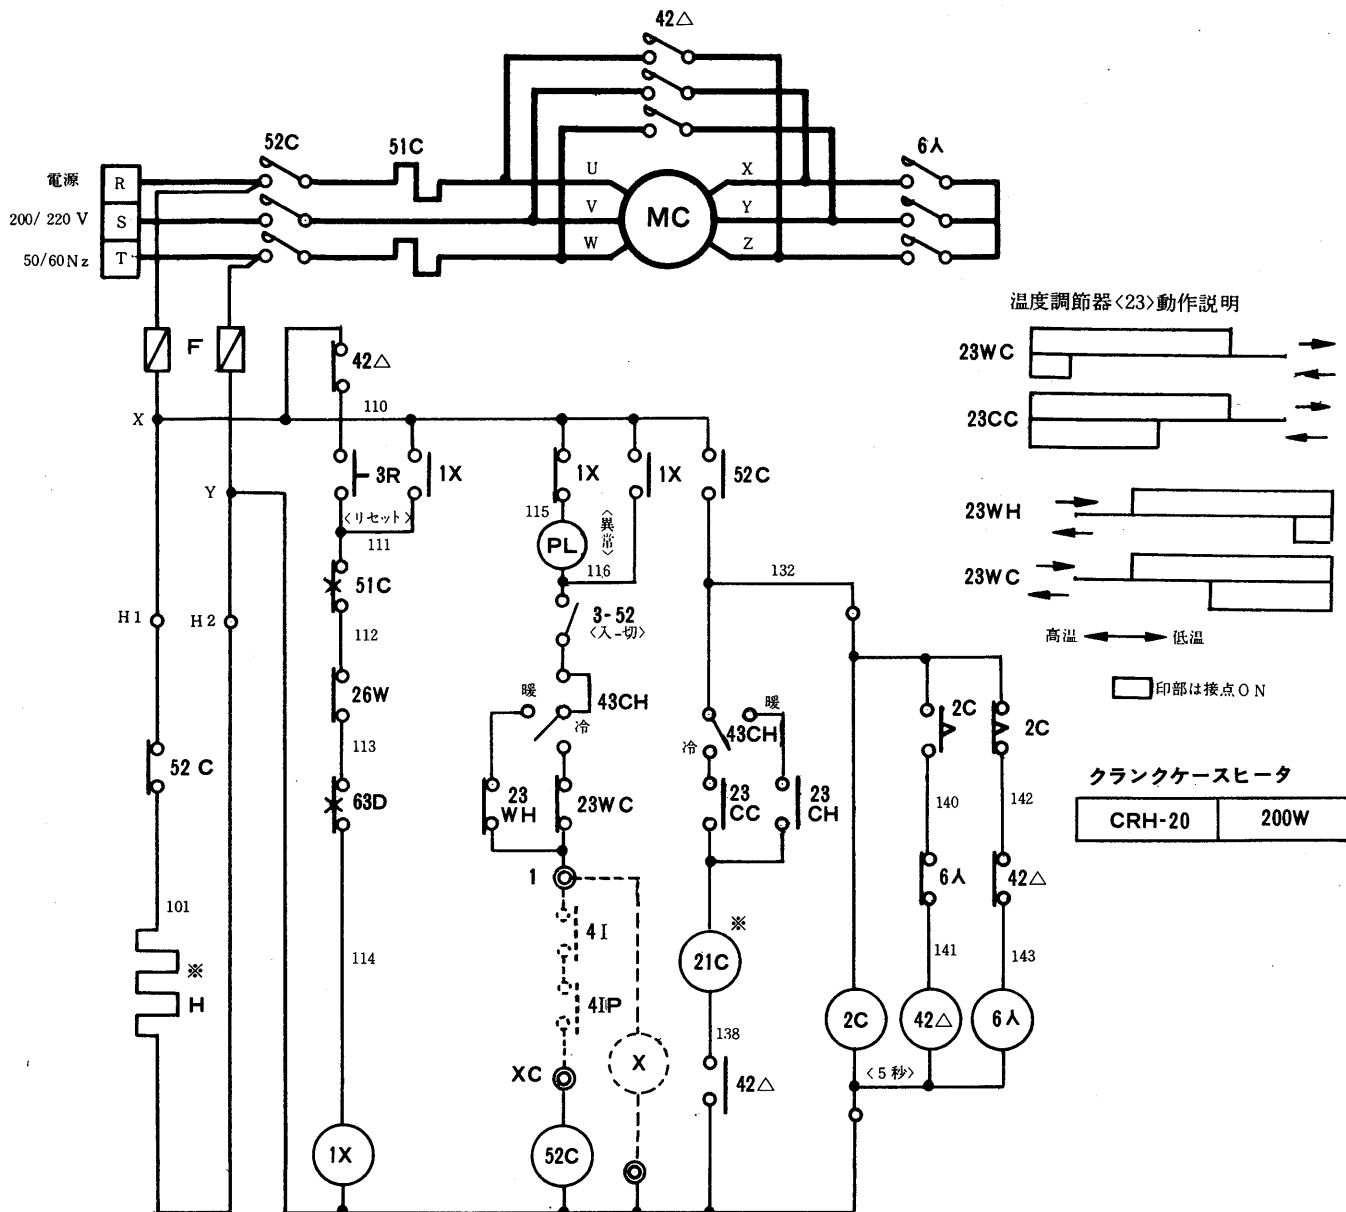 42△
52C
51C
6人
電源
R
U
X
200/220 V
S
V
MC
Y
50/60Nz
T
W
Z
温度調節器〈23〉動作説明
F
42△
23WC
X
110
23CC
3R
1X
1X
1X
52C
〈リセット〉
115
Y
111
PL
〈異常〉
116
132
23WH
51C
23WC
H1
H2
112
3-52
〈入-切〉
高温
低温
26W
暖
43CH
冷
暖
43CH
冷
2C
2C
印部は接点ON
113
52C
63D
23
WH
23WC
23
CC
23
CH
140
142
クランクケースヒータ
CRH-20
200W
1
6人
42△
101
4I
※
※
H
114
21C
141
143
4IP
2C
42△
6人
138
XC
X
42△
〈5秒〉
1X
52C